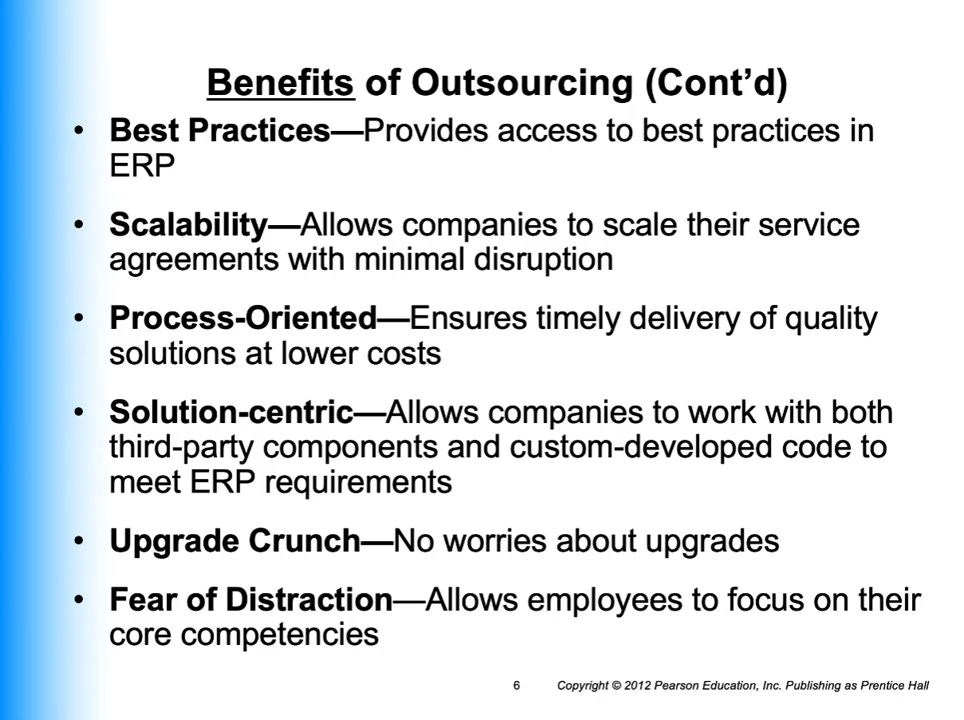 Benefits of Outsourcing (Cont’d)
• Best Practices—Provides access to best practices in
ERP
• Scalability—Allows companies to scale their service
agreements with minimal disruption
• Process-Oriented—Ensures timely delivery of quality
solutions at lower costs
• Solution-centric—Allows companies to work with both
third-party components and custom-developed code to
meet ERP requirements
• Upgrade Crunch—No worries about upgrades
• Fear of Distraction—Allows employees to focus on their
core competencies
6 Copyright © 2012 Pearson Education, Inc. Publishing as Prentice Hall